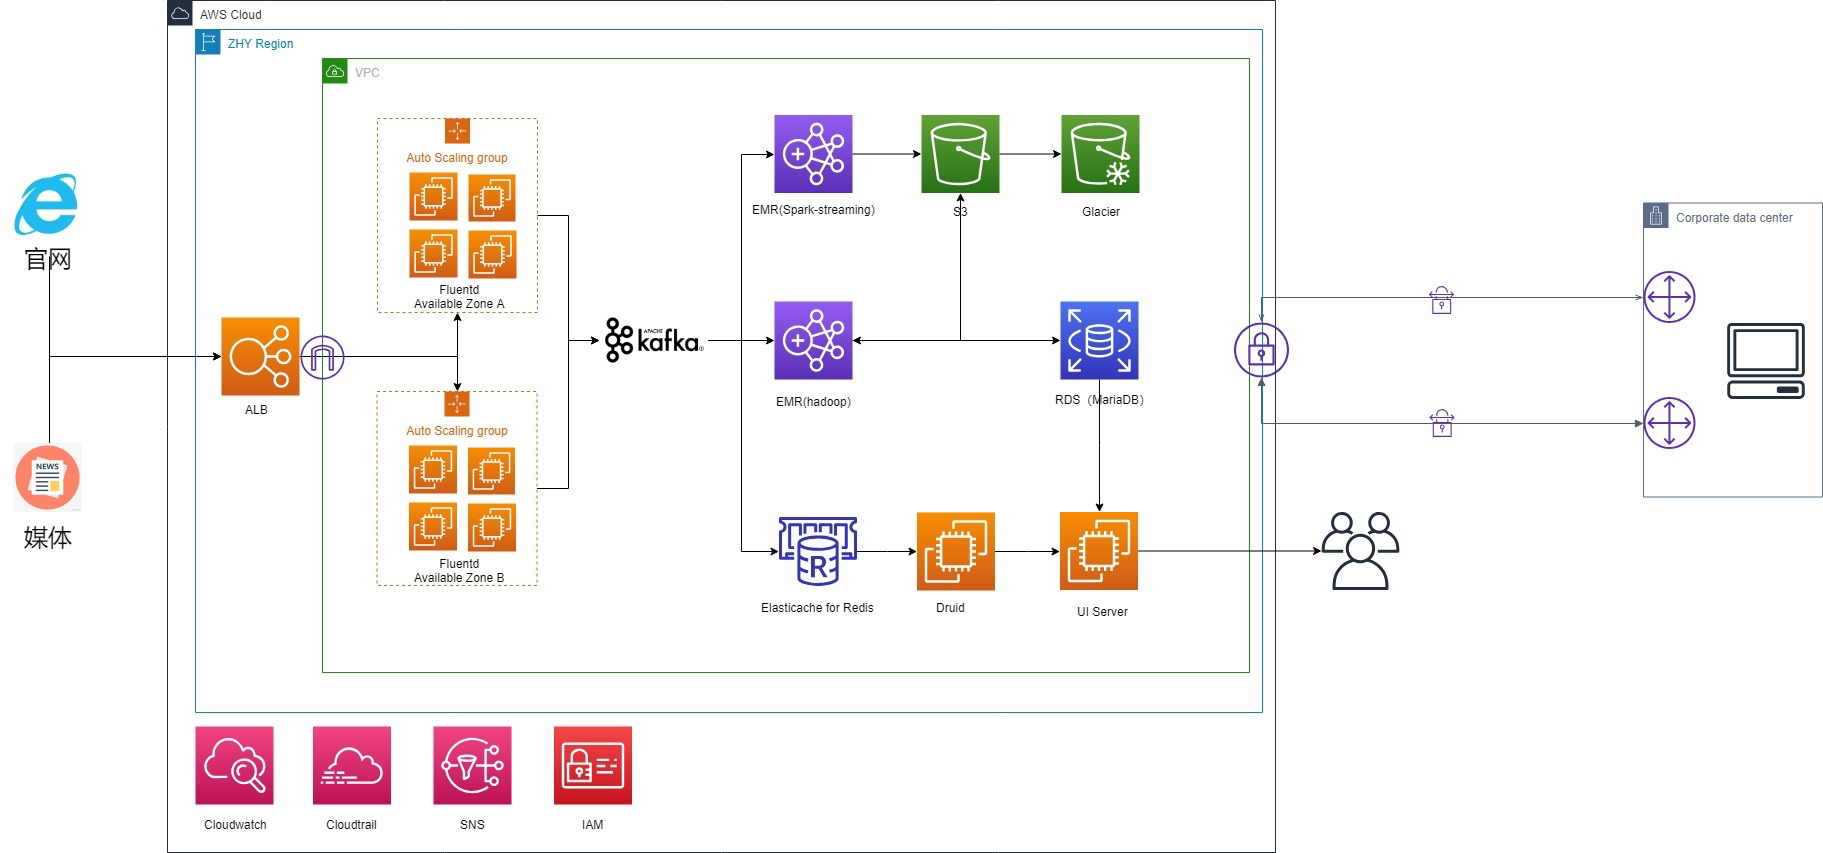 AWS Cloud
ZHY Region
VPC
Auto Scaling group
Fluentd
Available Zone A
官网
ALB
APACHE
kafka®
Auto Scaling group
Fluentd
Available Zone B
NEWS
媒体
EMR(Spark-streaming)
S3
Glacier
EMR(hadoop)
RDS（MariaDB）
R
Elasticache for Redis
Druid
UI Server
Corporate data center
Cloudwatch
Cloudtrail
SNS
IAM